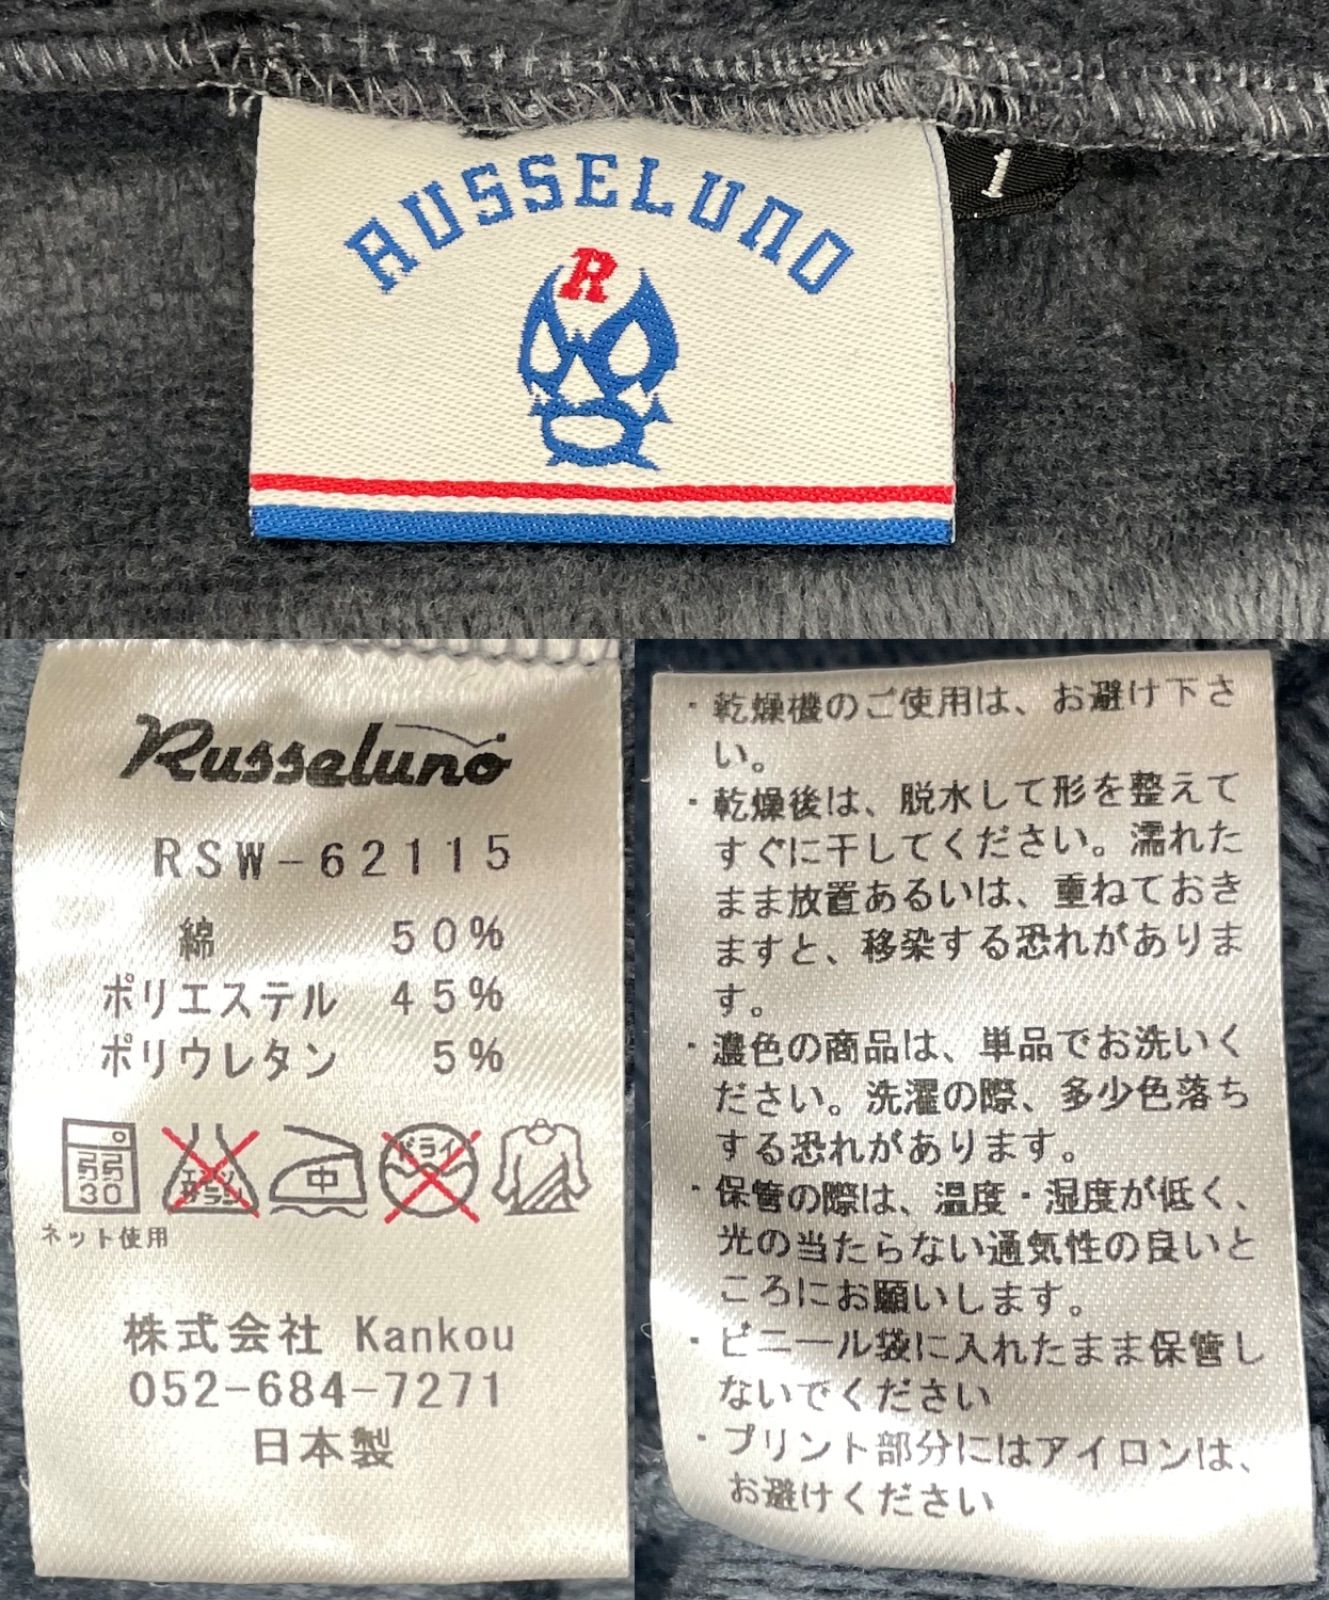 RUSSELUNO
1
R
Russeluno
RSW-62115
綿 50%
ポリエステル 45%
ポリウレタン 5%
30
エンソ
サラン
中
ドライ
ネット使用
株式会社 Kankou
052-684-7271
日本製
・乾燥機のご使用は、お避け下さ
い。
・乾燥後は、脱水して形を整えて
すぐに干してください。濡れた
まま放置あるいは、重ねておき
ますと、移染する恐れがありま
す。
・濃色の商品は、単品でお洗いく
ださい。洗濯の際、多少色落ち
する恐れがあります。
・保管の際は、温度・湿度が低く、
光の当たらない通気性の良いと
ころにお願いします。
・ビニール袋に入れたまま保管し
ないでください
・プリント部分にはアイロンは、
お避けください